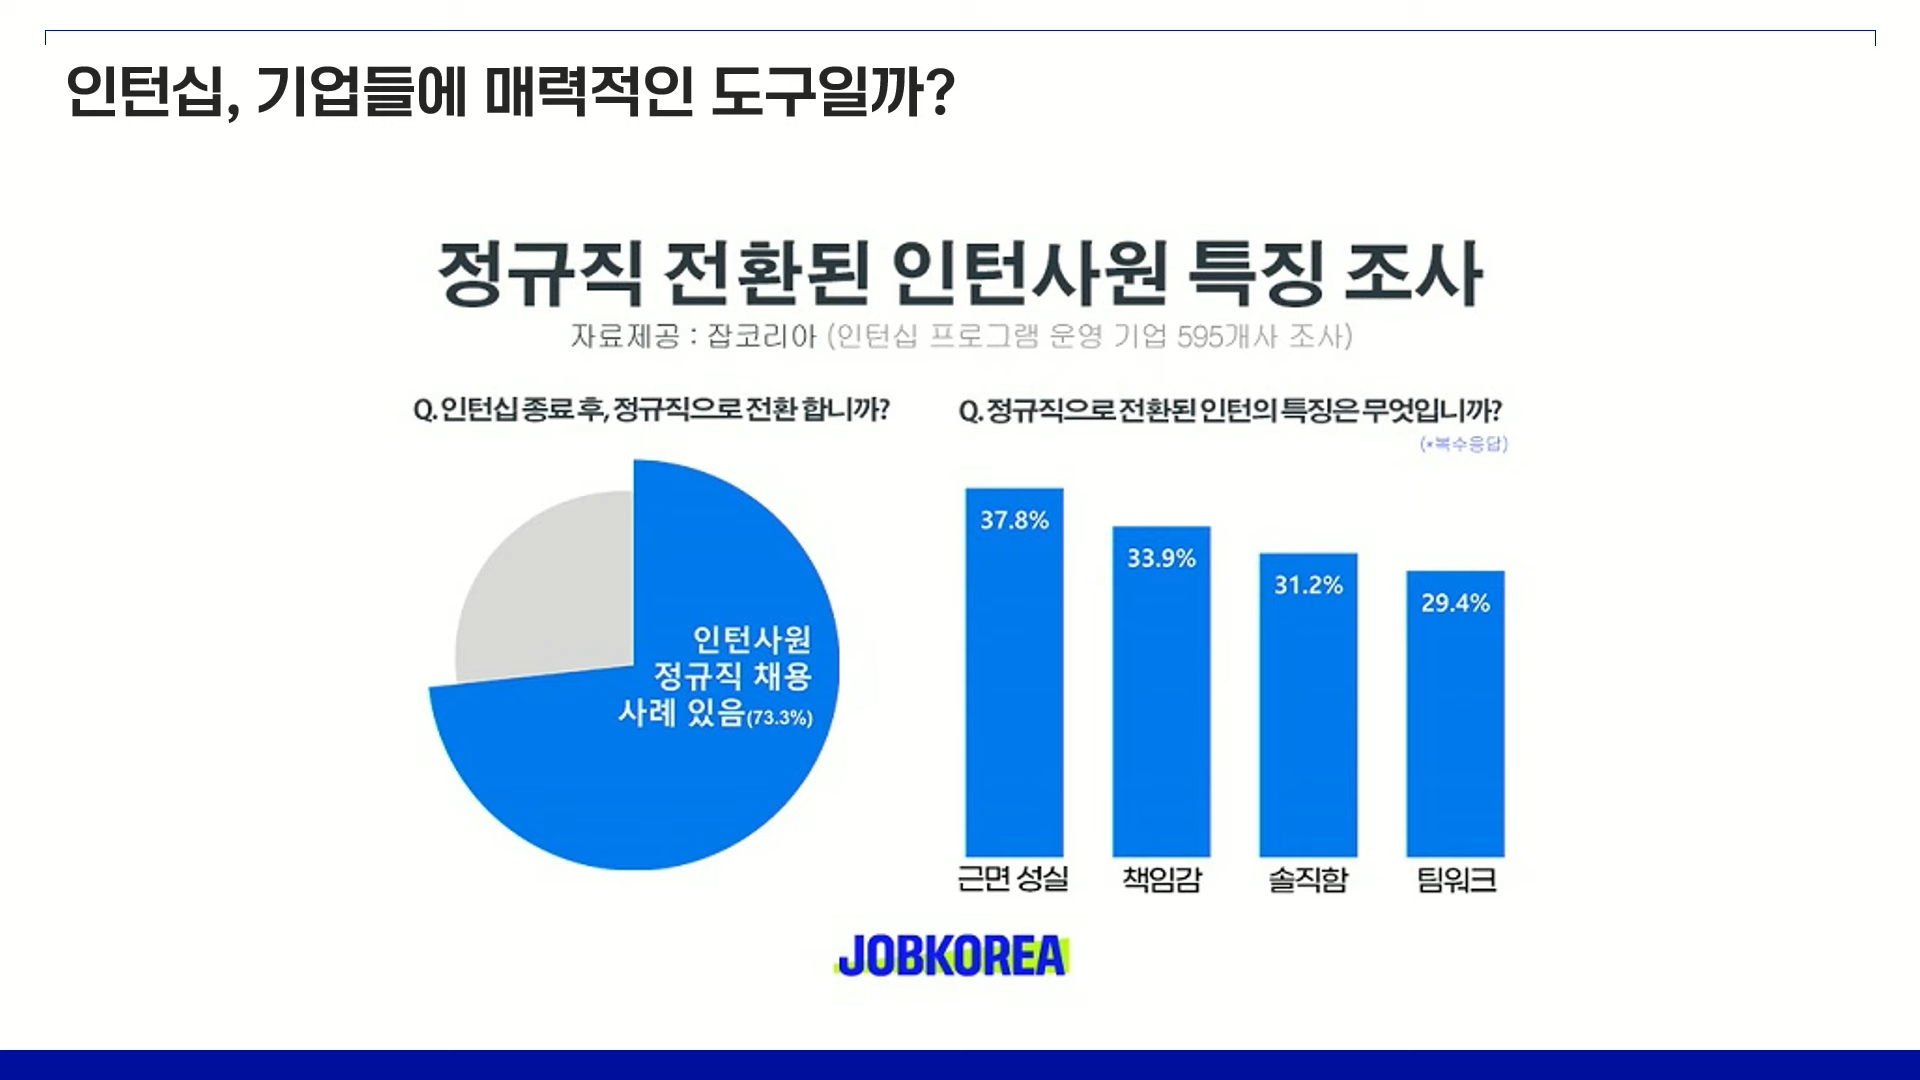 인턴십, 기업들에 매력적인 도구일까?
정규직 전환된 인턴사원 특징 조사
자료제공 : 잡코리아 (인턴십 프로그램 운영 기업 595개사 조사)
Q. 인턴십 종료 후, 정규직으로 전환 합니까?
인턴사원
정규직 채용
사례 있음(73.3%)
Q. 정규직으로 전환된 인턴의 특징은 무엇입니까?
(*복수응답)
37.8%
33.9%
31.2%
29.4%
근면 성실
책임감
솔직함
팀워크
JOBKOREA